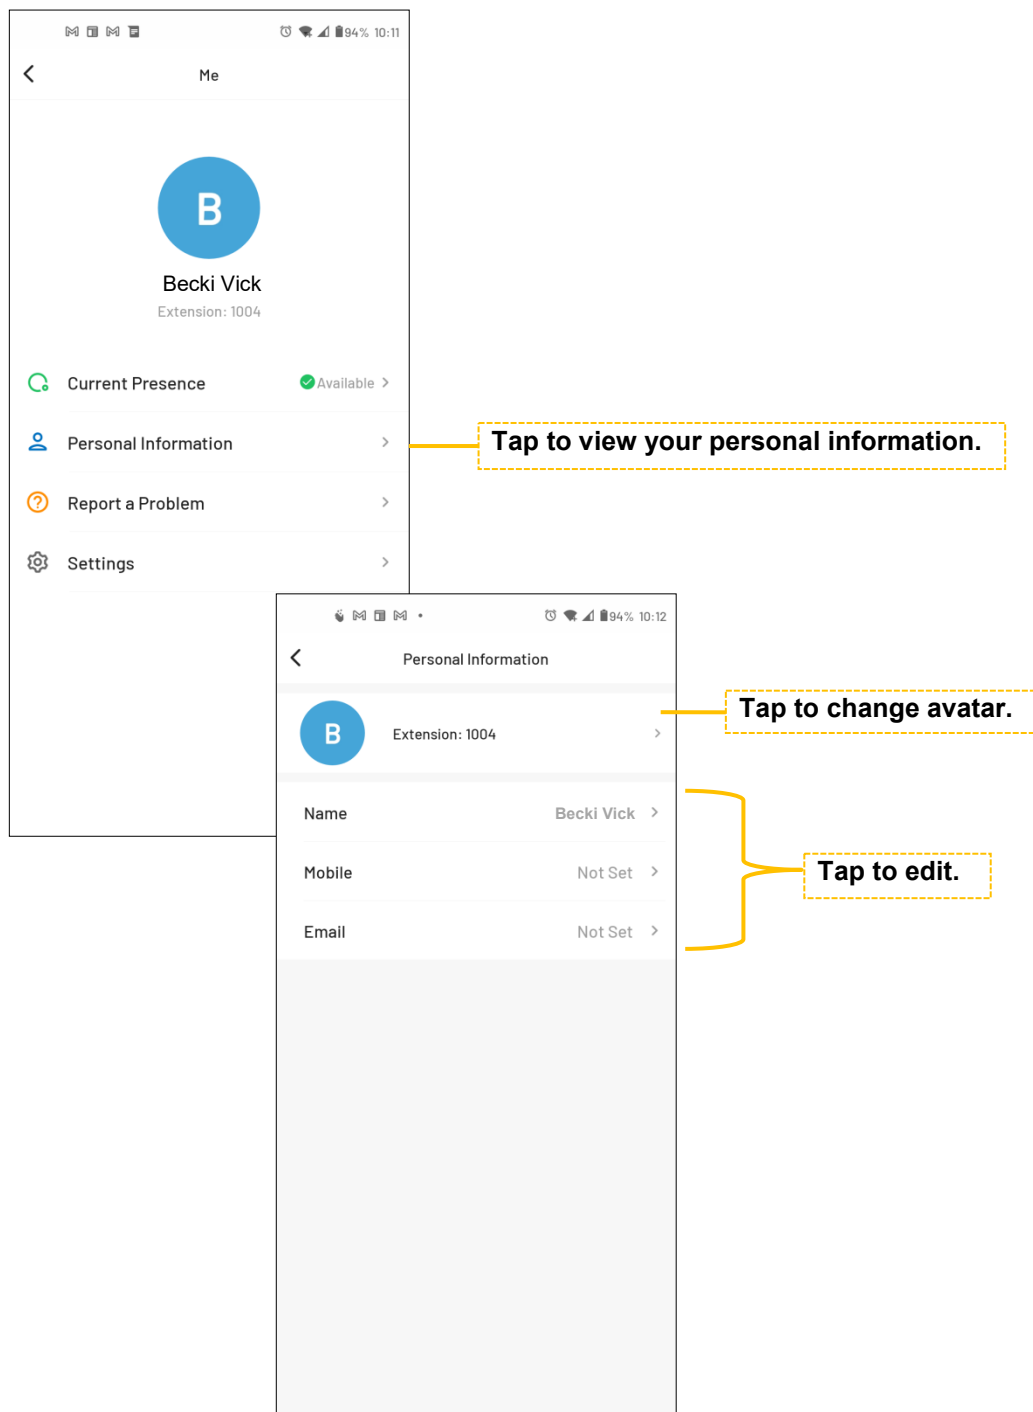 94% 10:11
Me
B
Becki Vick
Extension: 1004
Current Presence Available
Personal Information
Tap to view your personal information.
Report a Problem
Settings
94% 10:12
Personal Information
Tap to change avatar.
B Extension: 1004
Name Becki Vick
Mobile Not Set
Tap to edit.
Email Not Set